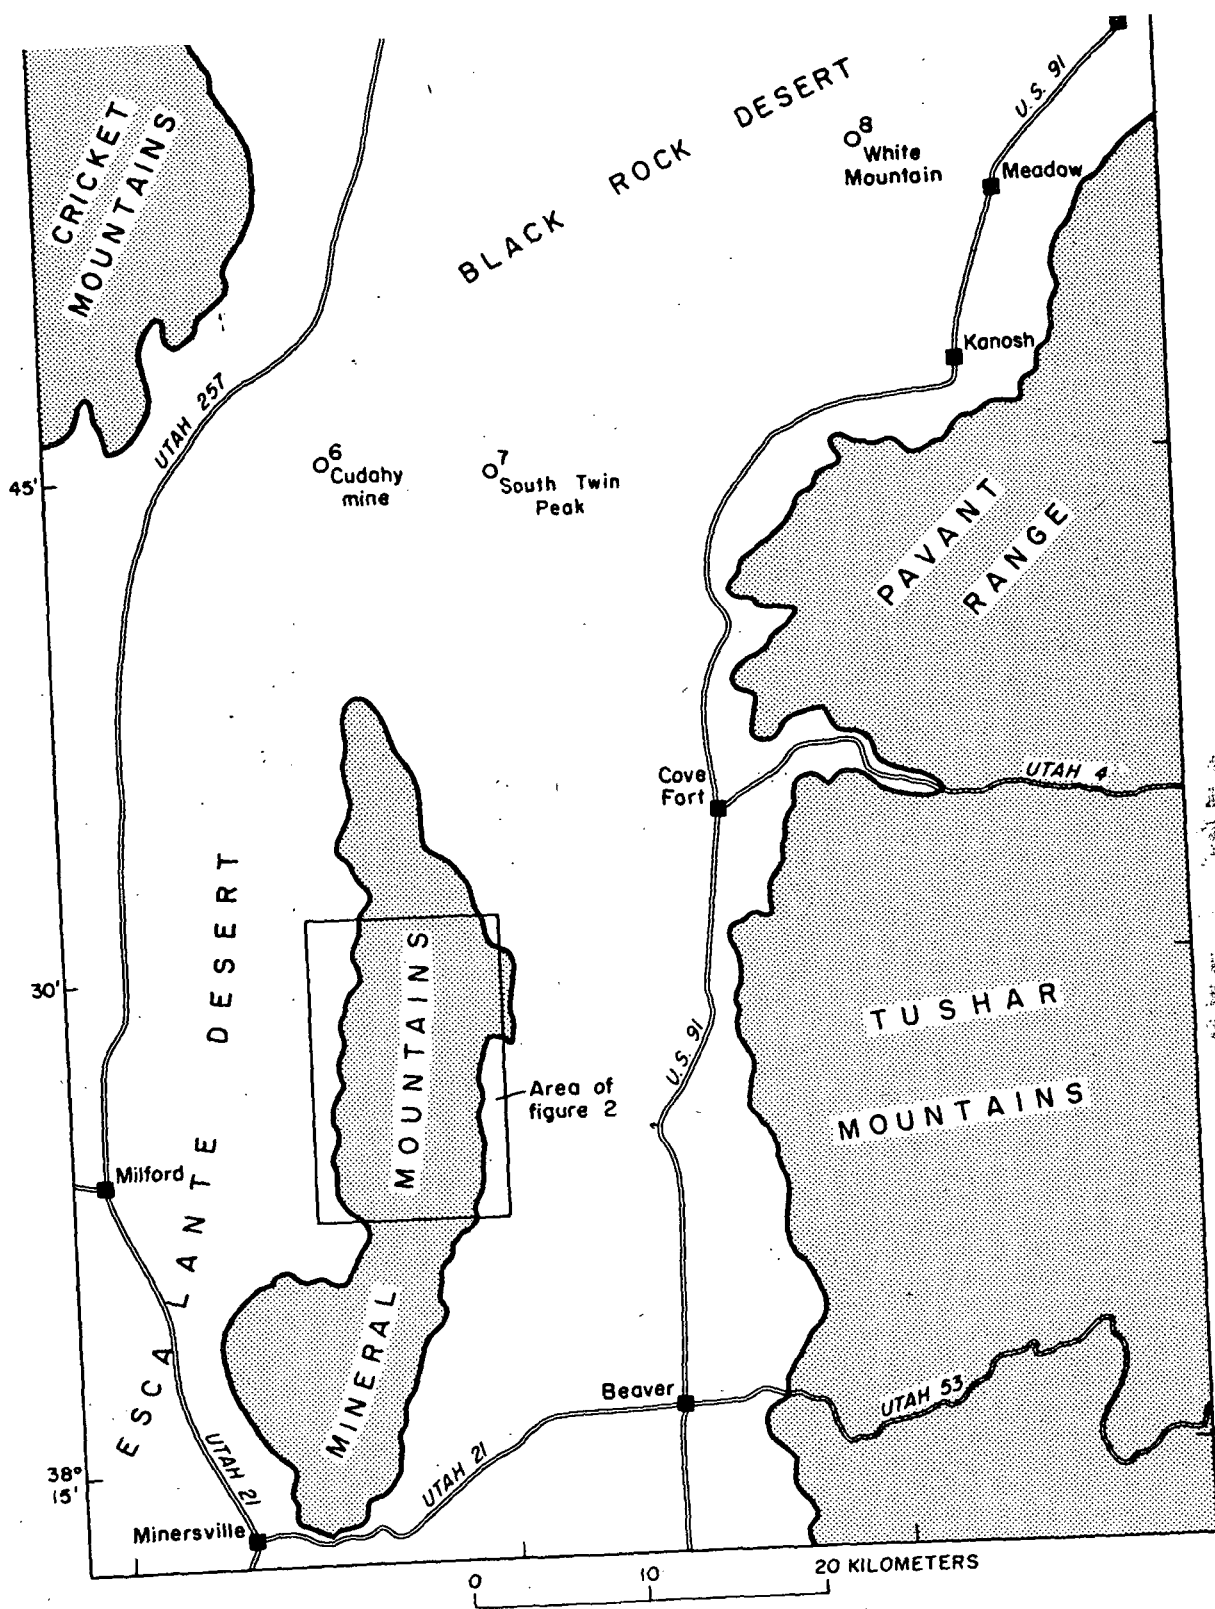 CRICKET
MOUNTAINS
BLACK ROCK DESERT
U.S. 91
8
White
Mountain
Meadow
Kanosh
UTAH 257
6
Cudahy
mine
7
South Twin
Peak
45'
PAVANT
RANGE
Cove
Fort
UTAH 4
ESCALANTE DESERT
30'
MINERAL MOUNTAINS
TUSHAR
MOUNTAINS
U.S. 91
Area of
figure 2
Milford
Beaver
UTAH 53
UTAH 21
UTAH 21
38°
15'
Minersville
0 10 20 KILOMETERS